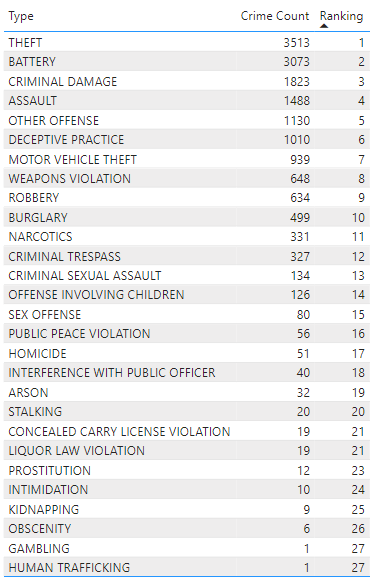 Type Crime Count Ranking
THEFT 3513 1
BATTERY 3073 2
CRIMINAL DAMAGE 1823 3
ASSAULT 1488 4
OTHER OFFENSE 1130 5
DECEPTIVE PRACTICE 1010 6
MOTOR VEHICLE THEFT 939 7
WEAPONS VIOLATION 648 8
ROBBERY 634 9
BURGLARY 499 10
NARCOTICS 331 11
CRIMINAL TRESPASS 327 12
CRIMINAL SEXUAL ASSAULT 134 13
OFFENSE INVOLVING CHILDREN 126 14
SEX OFFENSE 80 15
PUBLIC PEACE VIOLATION 56 16
HOMICIDE 51 17
INTERFERENCE WITH PUBLIC OFFICER 40 18
ARSON 32 19
STALKING 20 20
CONCEALED CARRY LICENSE VIOLATION 19 21
LIQUOR LAW VIOLATION 19 21
PROSTITUTION 12 23
INTIMIDATION 10 24
KIDNAPPING 9 25
OBSCENITY 6 26
GAMBLING 1 27
HUMAN TRAFFICKING 1 27